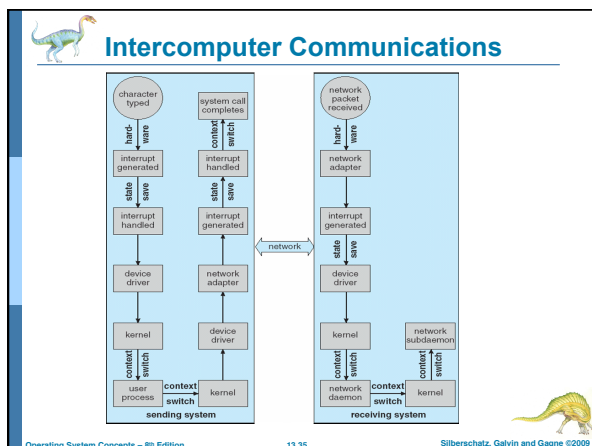 Intercomputer Communications
character
typed
hard-
ware
interrupt
generated
state
save
interrupt
handled
device
driver
kernel
context
switch
user
process
context
switch
kernel
device
driver
network
adapter
interrupt
generated
state
save
interrupt
handled
context
switch
system call
completes
sending system
network
network
packet
received
hard-
ware
network
adapter
interrupt
generated
state
save
device
driver
kernel
context
switch
network
daemon
context
switch
kernel
context
switch
network
subdaemon
receiving system
Operating System Concepts – 8th Edition
13.35
Silberschatz, Galvin and Gagne ©2009